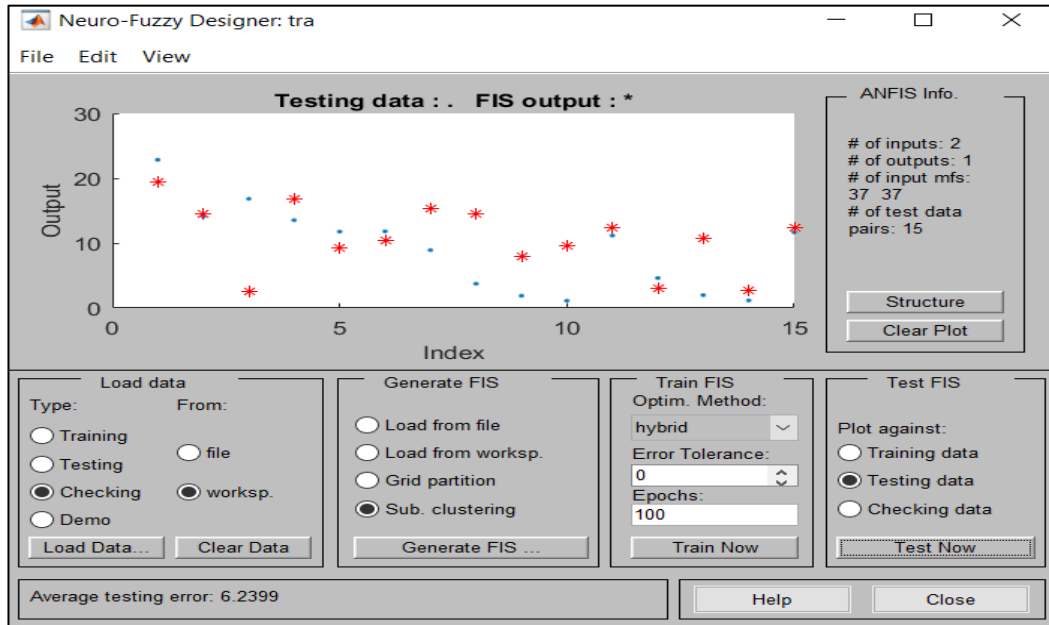 Neuro-Fuzzy Designer: tra
File Edit View
Testing data : . FIS output : *
30
20
10
0
Output
0 5 10 15
Index
ANFIS Info.
# of inputs: 2
# of outputs: 1
# of input mfs:
37 37
# of test data
pairs: 15
Structure
Clear Plot
Load data
Type: From:
Training
Testing
Checking
Demo
file
worksp.
Load Data... Clear Data
Generate FIS
Load from file
Load from worksp.
Grid partition
Sub. clustering
Generate FIS ...
Train FIS
Optim. Method:
hybrid
Error Tolerance:
0
Epochs:
100
Train Now
Test FIS
Plot against:
Training data
Testing data
Checking data
Test Now
Average testing error: 6.2399
Help
Close